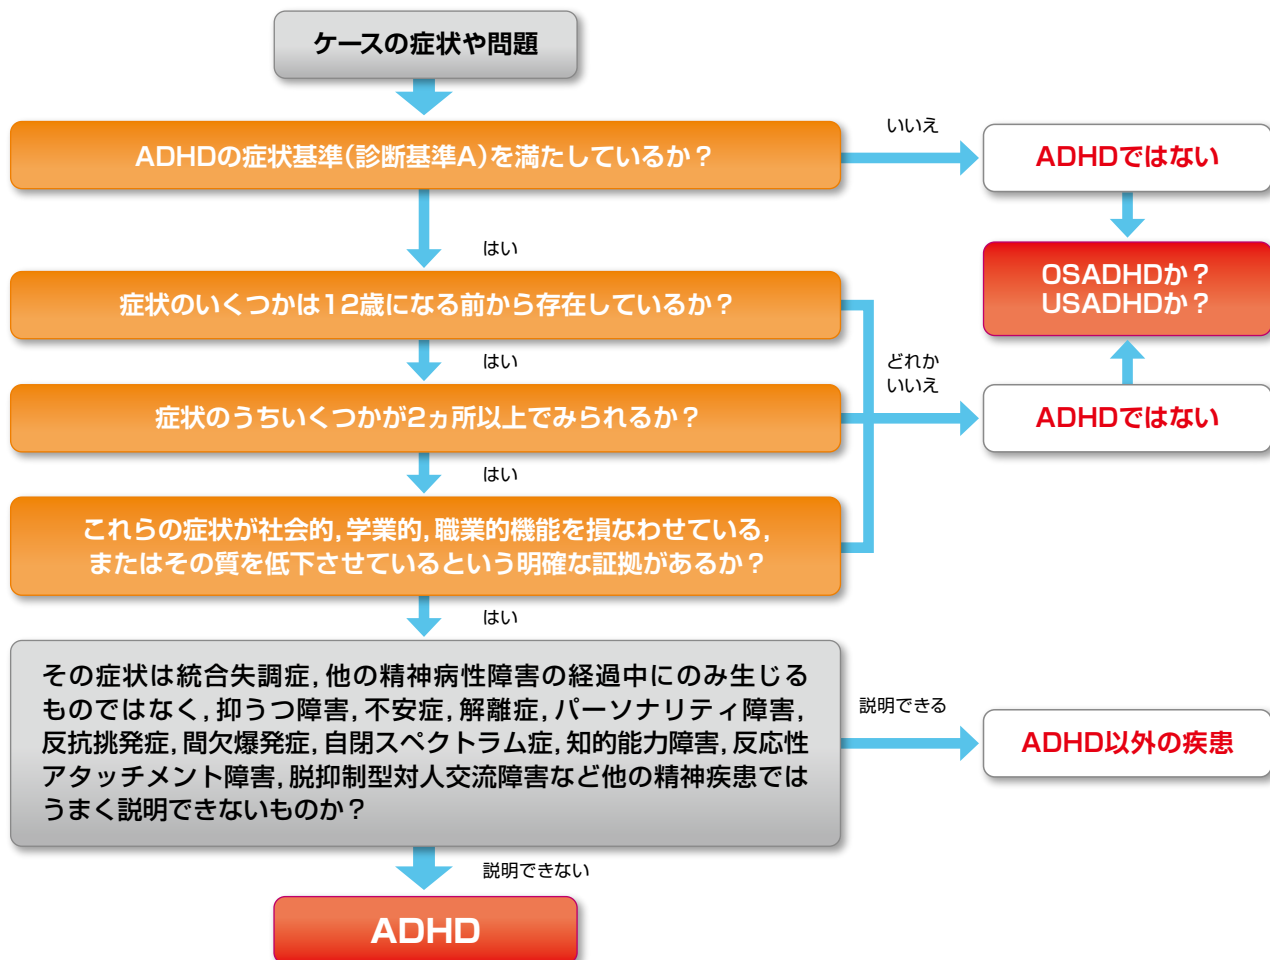 ケースの症状や問題
ADHDの症状基準(診断基準A)を満たしているか？
いいえ
ADHDではない
はい
OSADHDか？
USADHDか？
症状のいくつかは12歳になる前から存在しているか？
はい
どれか
いいえ
症状のうちいくつかが2ヵ所以上でみられるか？
ADHDではない
はい
これらの症状が社会的,学業的,職業的機能を損なわせている,
またはその質を低下させているという明確な証拠があるか？
はい
その症状は統合失調症,他の精神病性障害の経過中にのみ生じる
ものではなく,抑うつ障害,不安症,解離症,パーソナリティ障害,
反抗挑発症,間欠爆発症,自閉スペクトラム症,知的能力障害,反応性
アタッチメント障害,脱抑制型対人交流障害など他の精神疾患では
うまく説明できないものか？
説明できる
ADHD以外の疾患
説明できない
ADHD